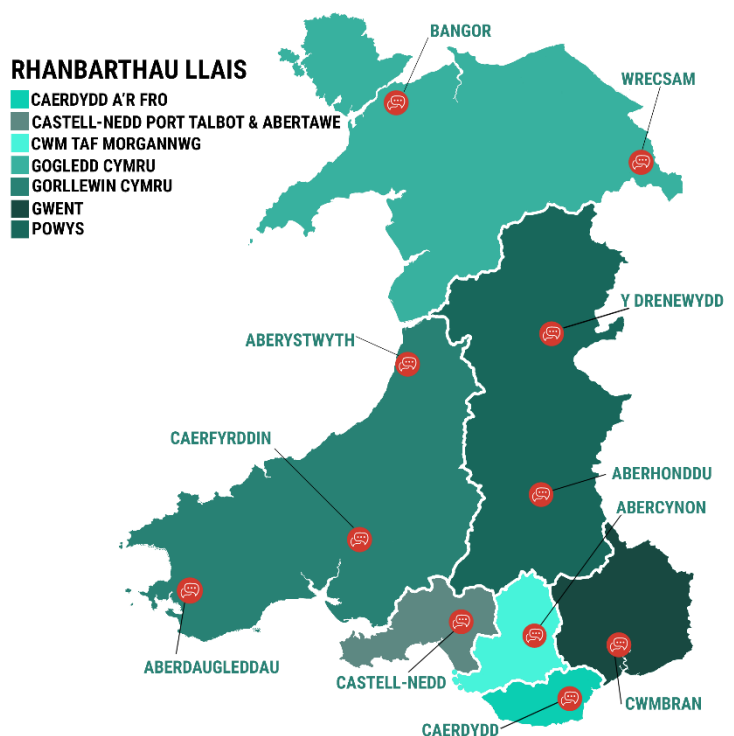 RHANBARTHAU LLAIS
CAERDYDD A'R FRO
CASTELL-NEDD PORT TALBOT & ABERTAWE
CWM TAF MORGANNWG
GOGLEDD CYMRU
GORLLEWIN CYMRU
GWENT
POWYS
BANGOR
WRECSAM
Y DRENEWYDD
ABERYSTWYTH
CAERFYRDDIN
ABERHONDDU
ABERCYNON
ABERDAUGLEDDAU
CASTELL-NEDD
CWMBRAN
CAERDYDD